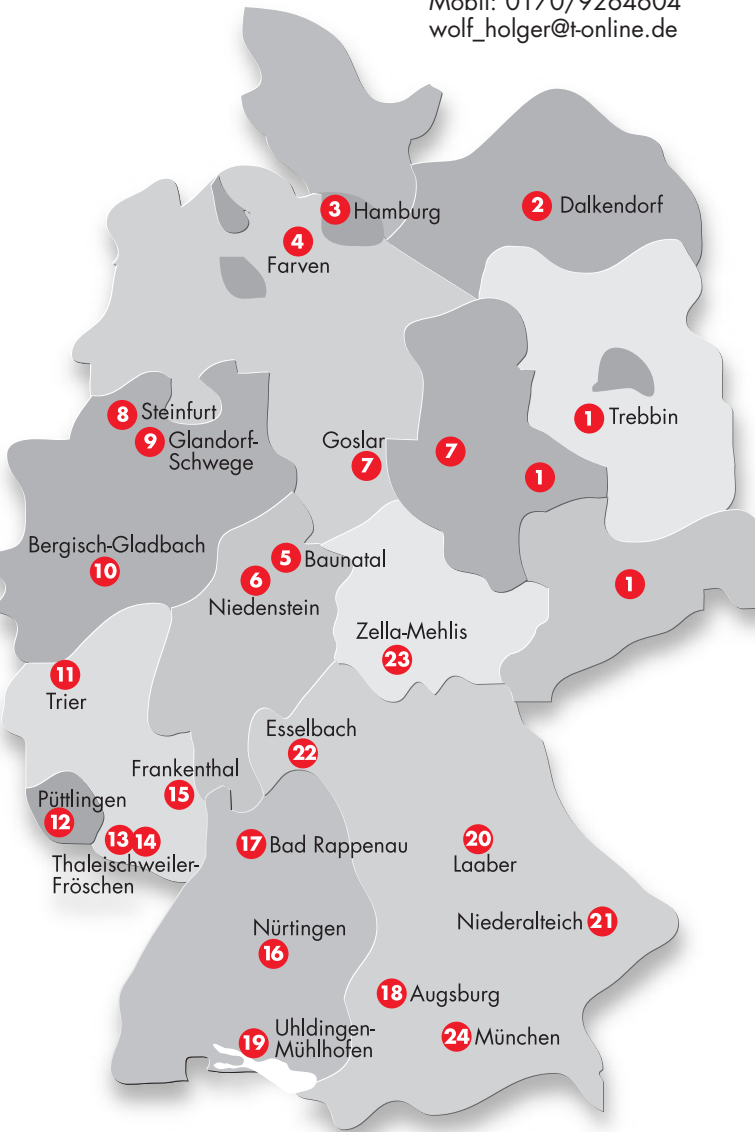 Mobil: 0170/9264604
wolf_holger@t-online.de
3 Hamburg
2 Dalkendorf
4
Farven
8 Steinfurt
9 Glandorf-
Schwege
1 Trebbin
Goslar
7
7
1
Bergisch-Gladbach
10
5 Baunatal
6
Niedenstein
1
Zella-Mehlis
23
11
Trier
Esselbach
22
Frankenthal
15
Püttlingen
12
13 14
Thaleischweiler-
Fröschen
17 Bad Rappenau
20
Laaber
Niederalteich 21
Nürtingen
16
18 Augsburg
19 Uhldingen-
Mühlhofen
24 München